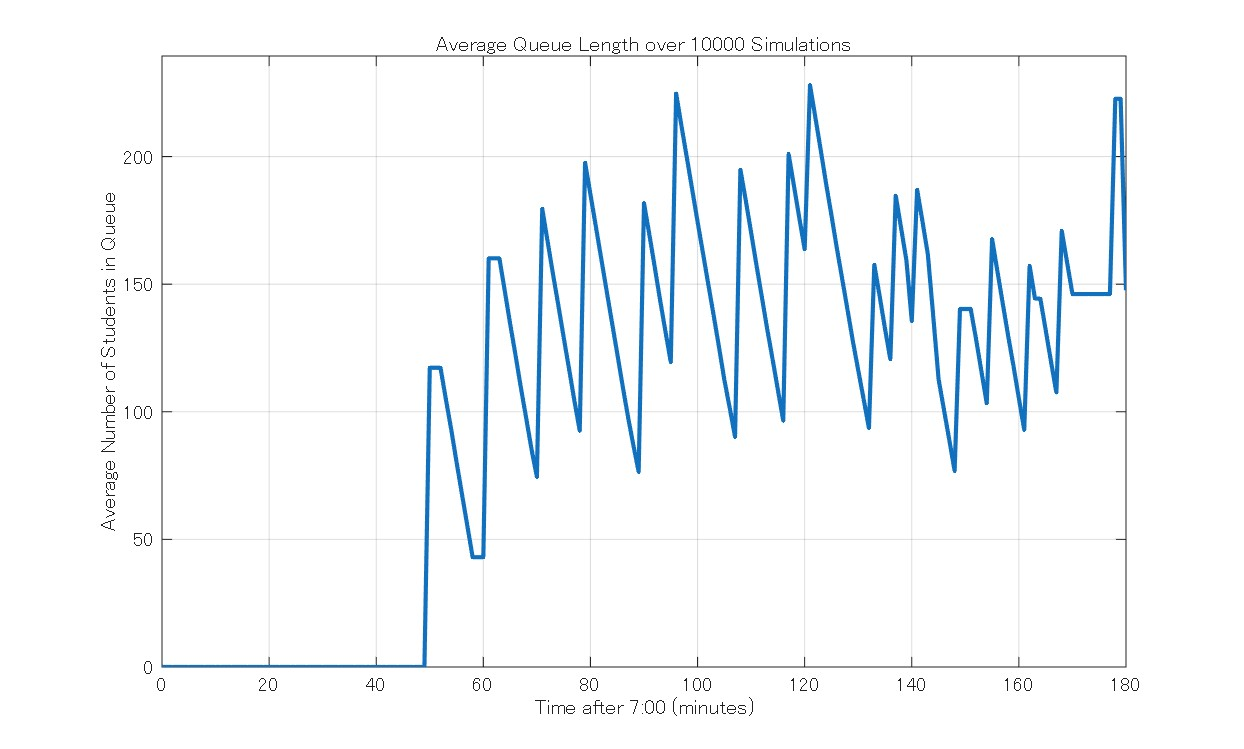 Average Queue Length over 10000 Simulations
Average Number of Students in Queue
200
150
100
50
0
0 20 40 60 80 100 120 140 160 180
Time after 7:00 (minutes)